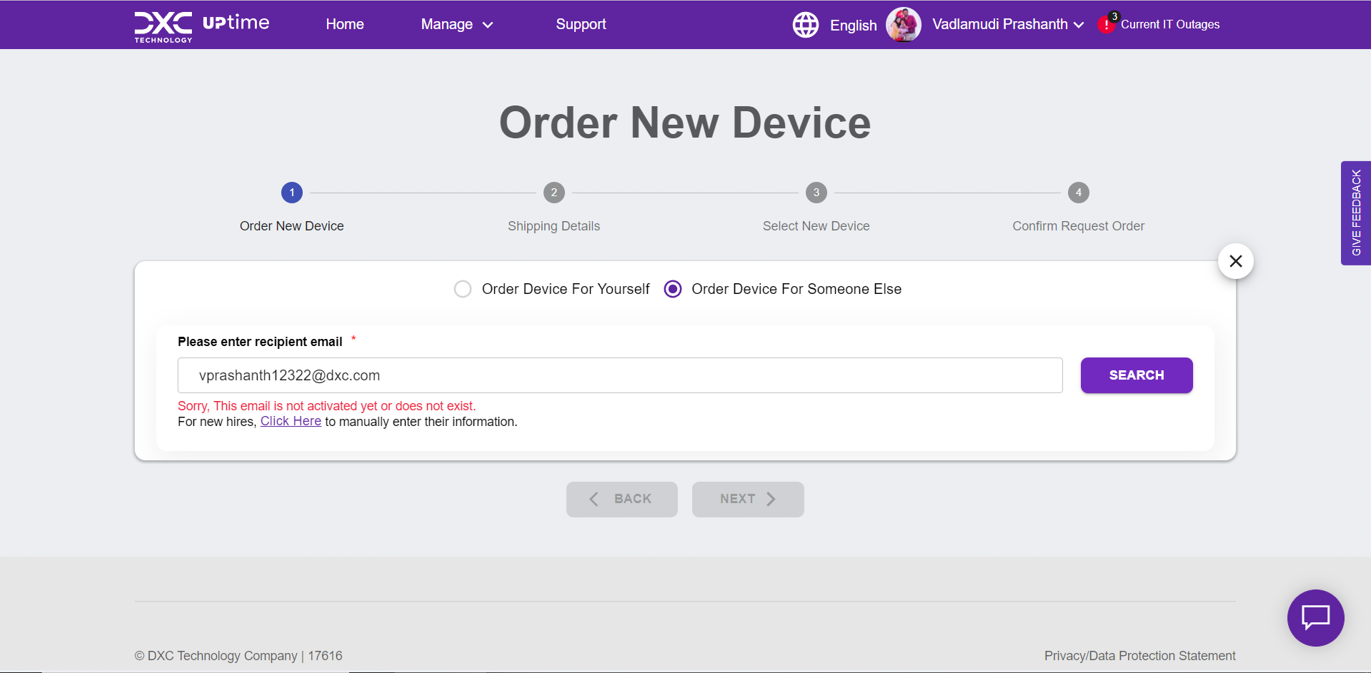 DXC TECHNOLOGY UPtime Home Manage Support English Vadlamudi Prashanth 3 Current IT Outages
Order New Device
1 2 3 4
Order New Device Shipping Details Select New Device Confirm Request Order
GIVE FEEDBACK
Order Device For Yourself Order Device For Someone Else
Please enter recipient email *
vprashanth12322@dxc.com SEARCH
Sorry, This email is not activated yet or does not exist.
For new hires, Click Here to manually enter their information.
BACK NEXT
© DXC Technology Company | 17616 Privacy/Data Protection Statement